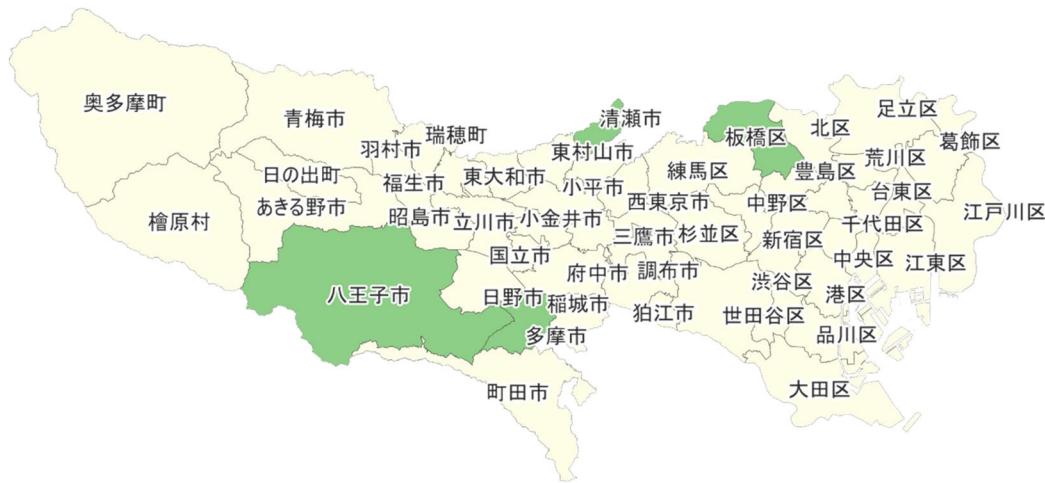 奥多摩町
青梅市
瑞穂町
羽村市
清瀬市
東村山市
板橋区
北区
足立区
葛飾区
荒川区
豊島区
練馬区
日の出町
福生市
東大和市
小平市
西東京市
中野区
台東区
江戸川区
あきる野市
檜原村
昭島市
立川市
小金井市
三鷹市
杉並区
新宿区
千代田区
国立市
府中市
調布市
渋谷区
中央区
江東区
八王子市
日野市
稲城市
狛江市
世田谷区
港区
多摩市
品川区
町田市
大田区